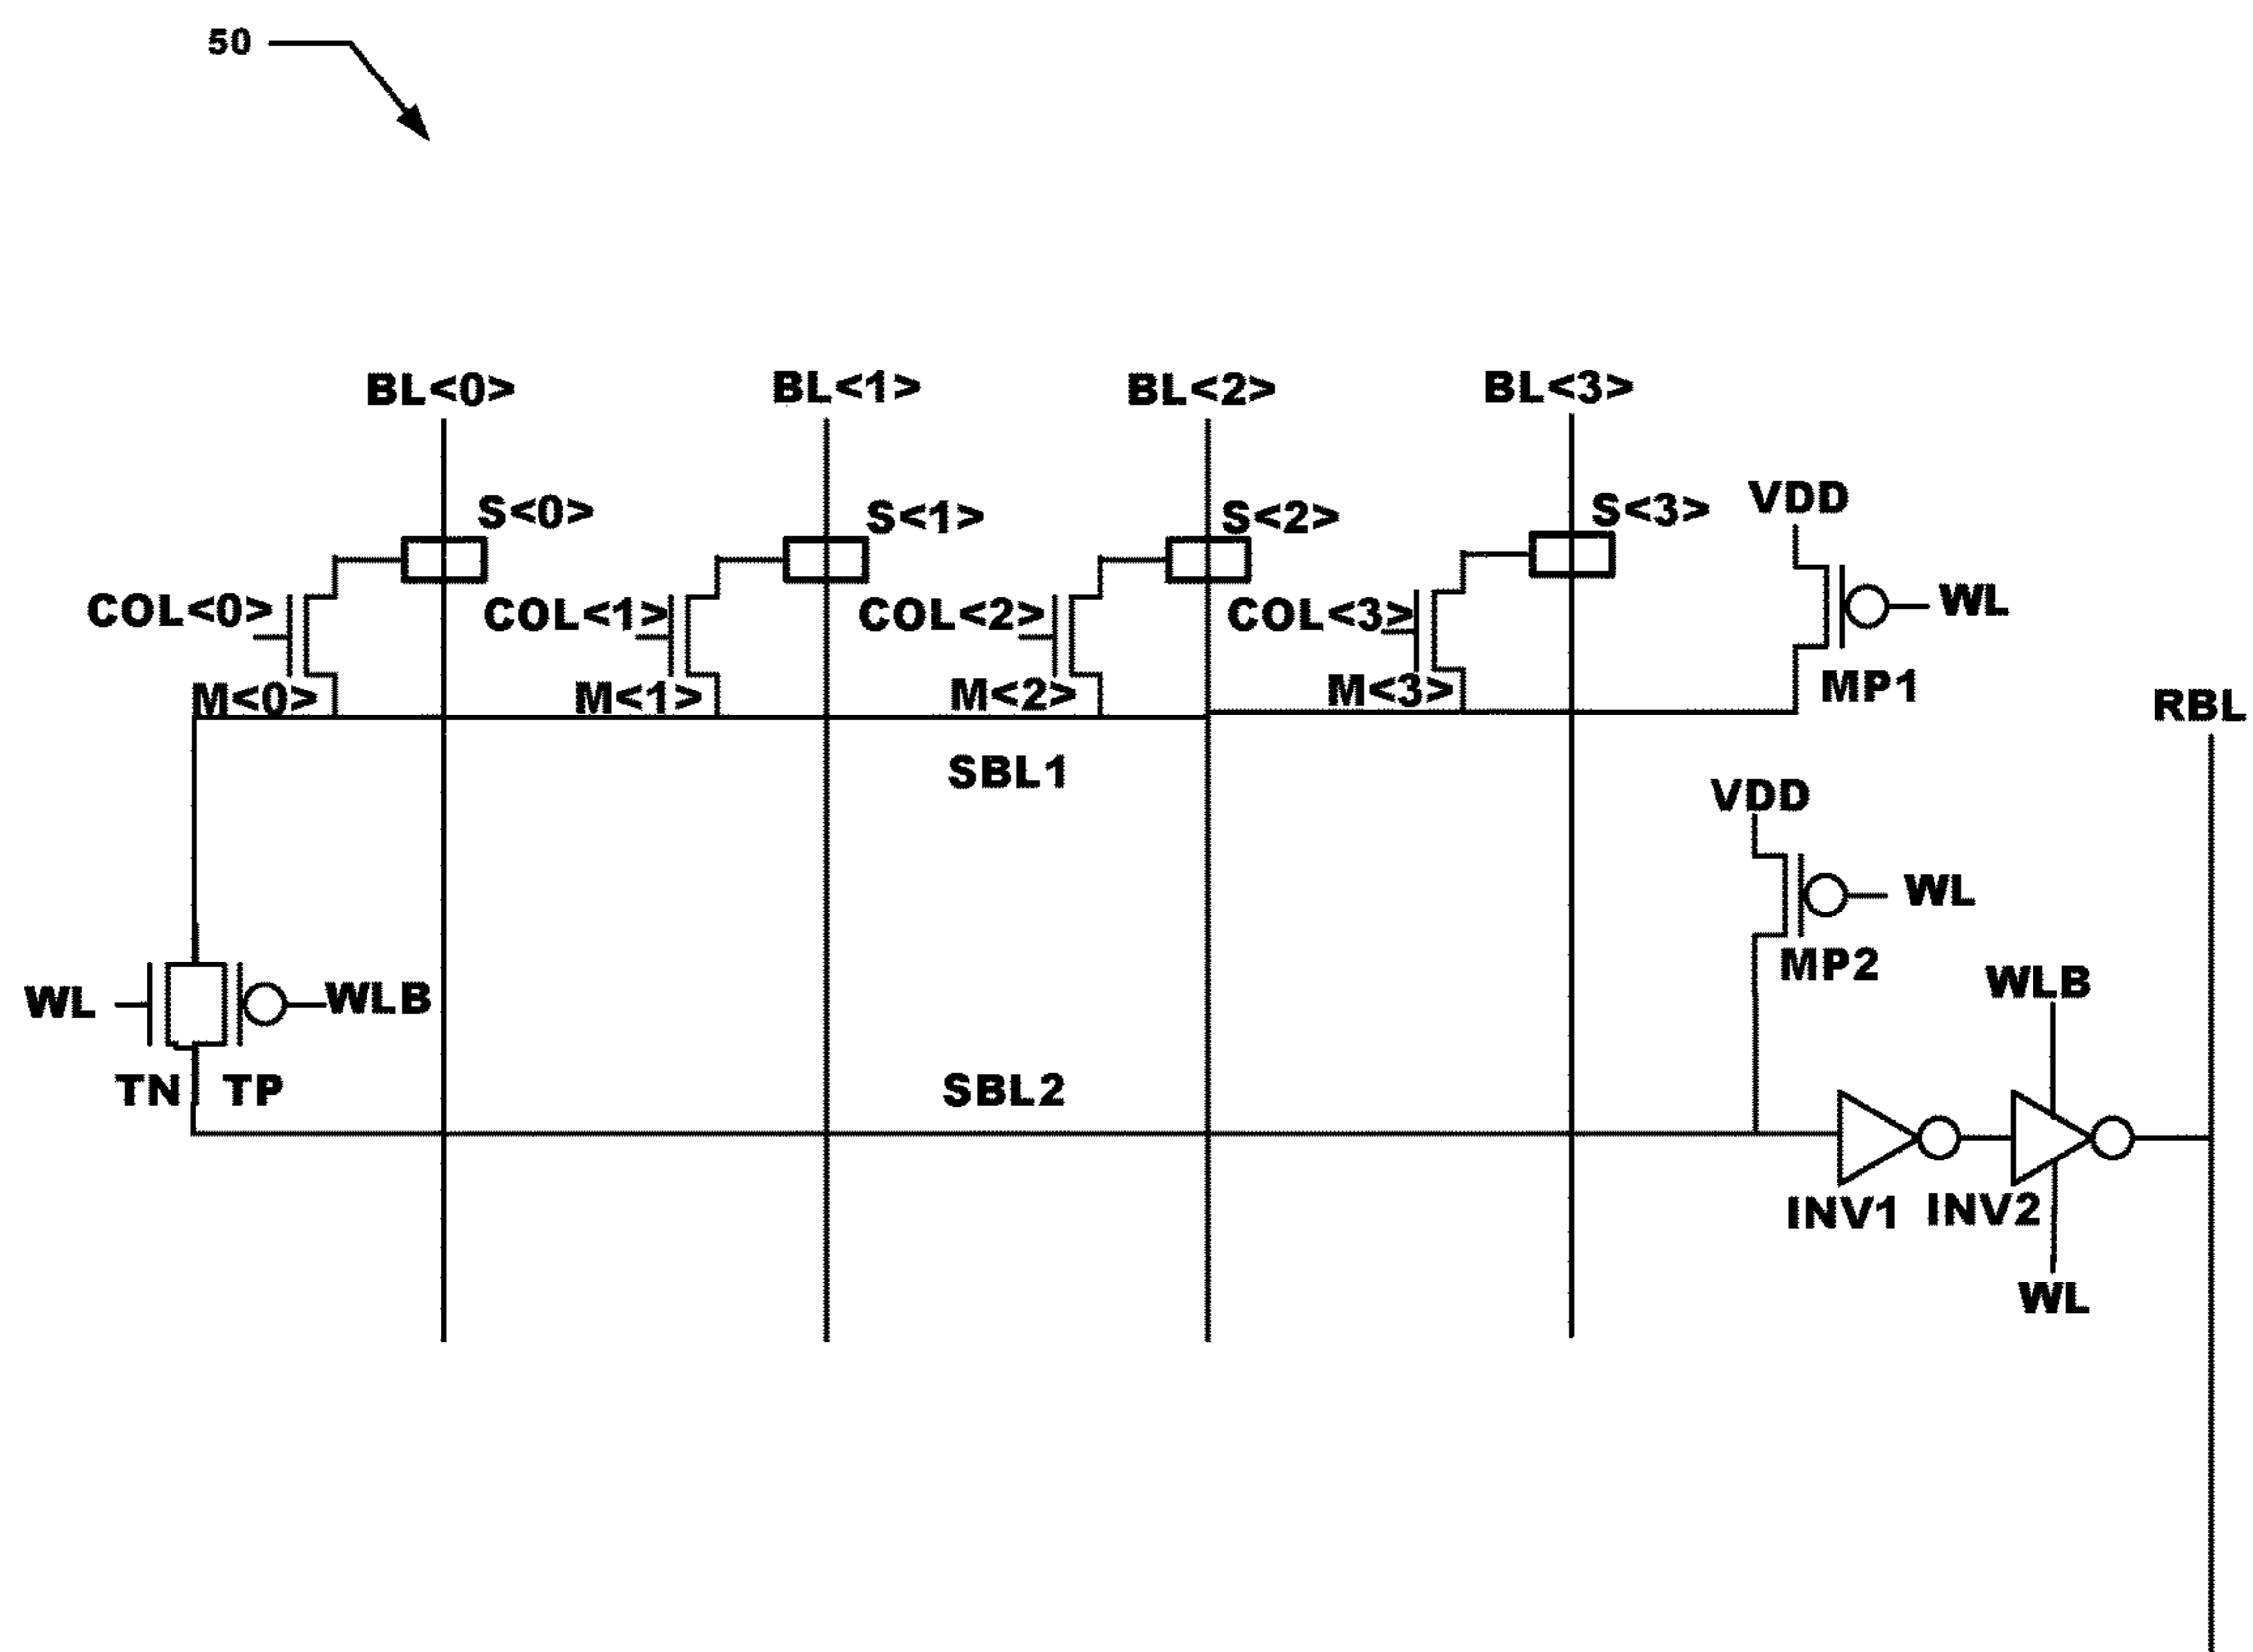 50
BL<0> BL<1> BL<2> BL<3>
S<0> S<1> S<2> S<3> VDD
COL<0> COL<1> COL<2> COL<3> WL
M<0> M<1> M<2> M<3> MP1
RBL
SBL1
VDD
WL
MP2
WL WLB WLB
TN TP SBL2
INV1 INV2
WL